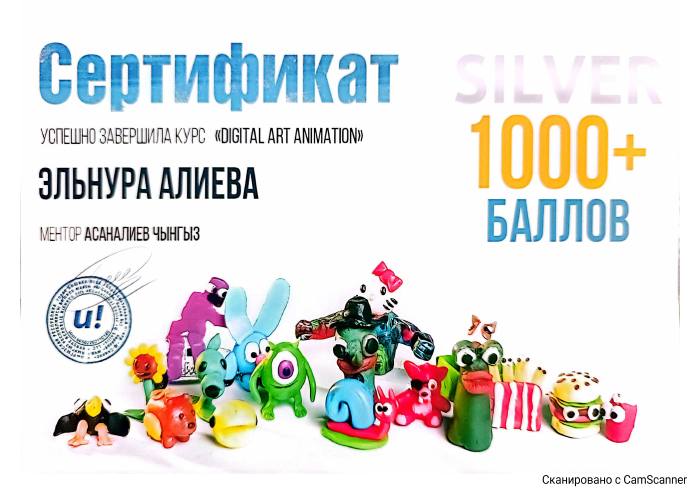 Сертификат
УСПЕШНО ЗАВЕРШИЛА КУРС «DIGITAL ART ANIMATION»
ЭЛЬНУРА АЛИЕВА
МЕНТОР АСАНАЛИЕВ ЧЫНГЫЗ
SILVER
1000+
БАЛЛОВ
u!
Сканировано с CamScanner